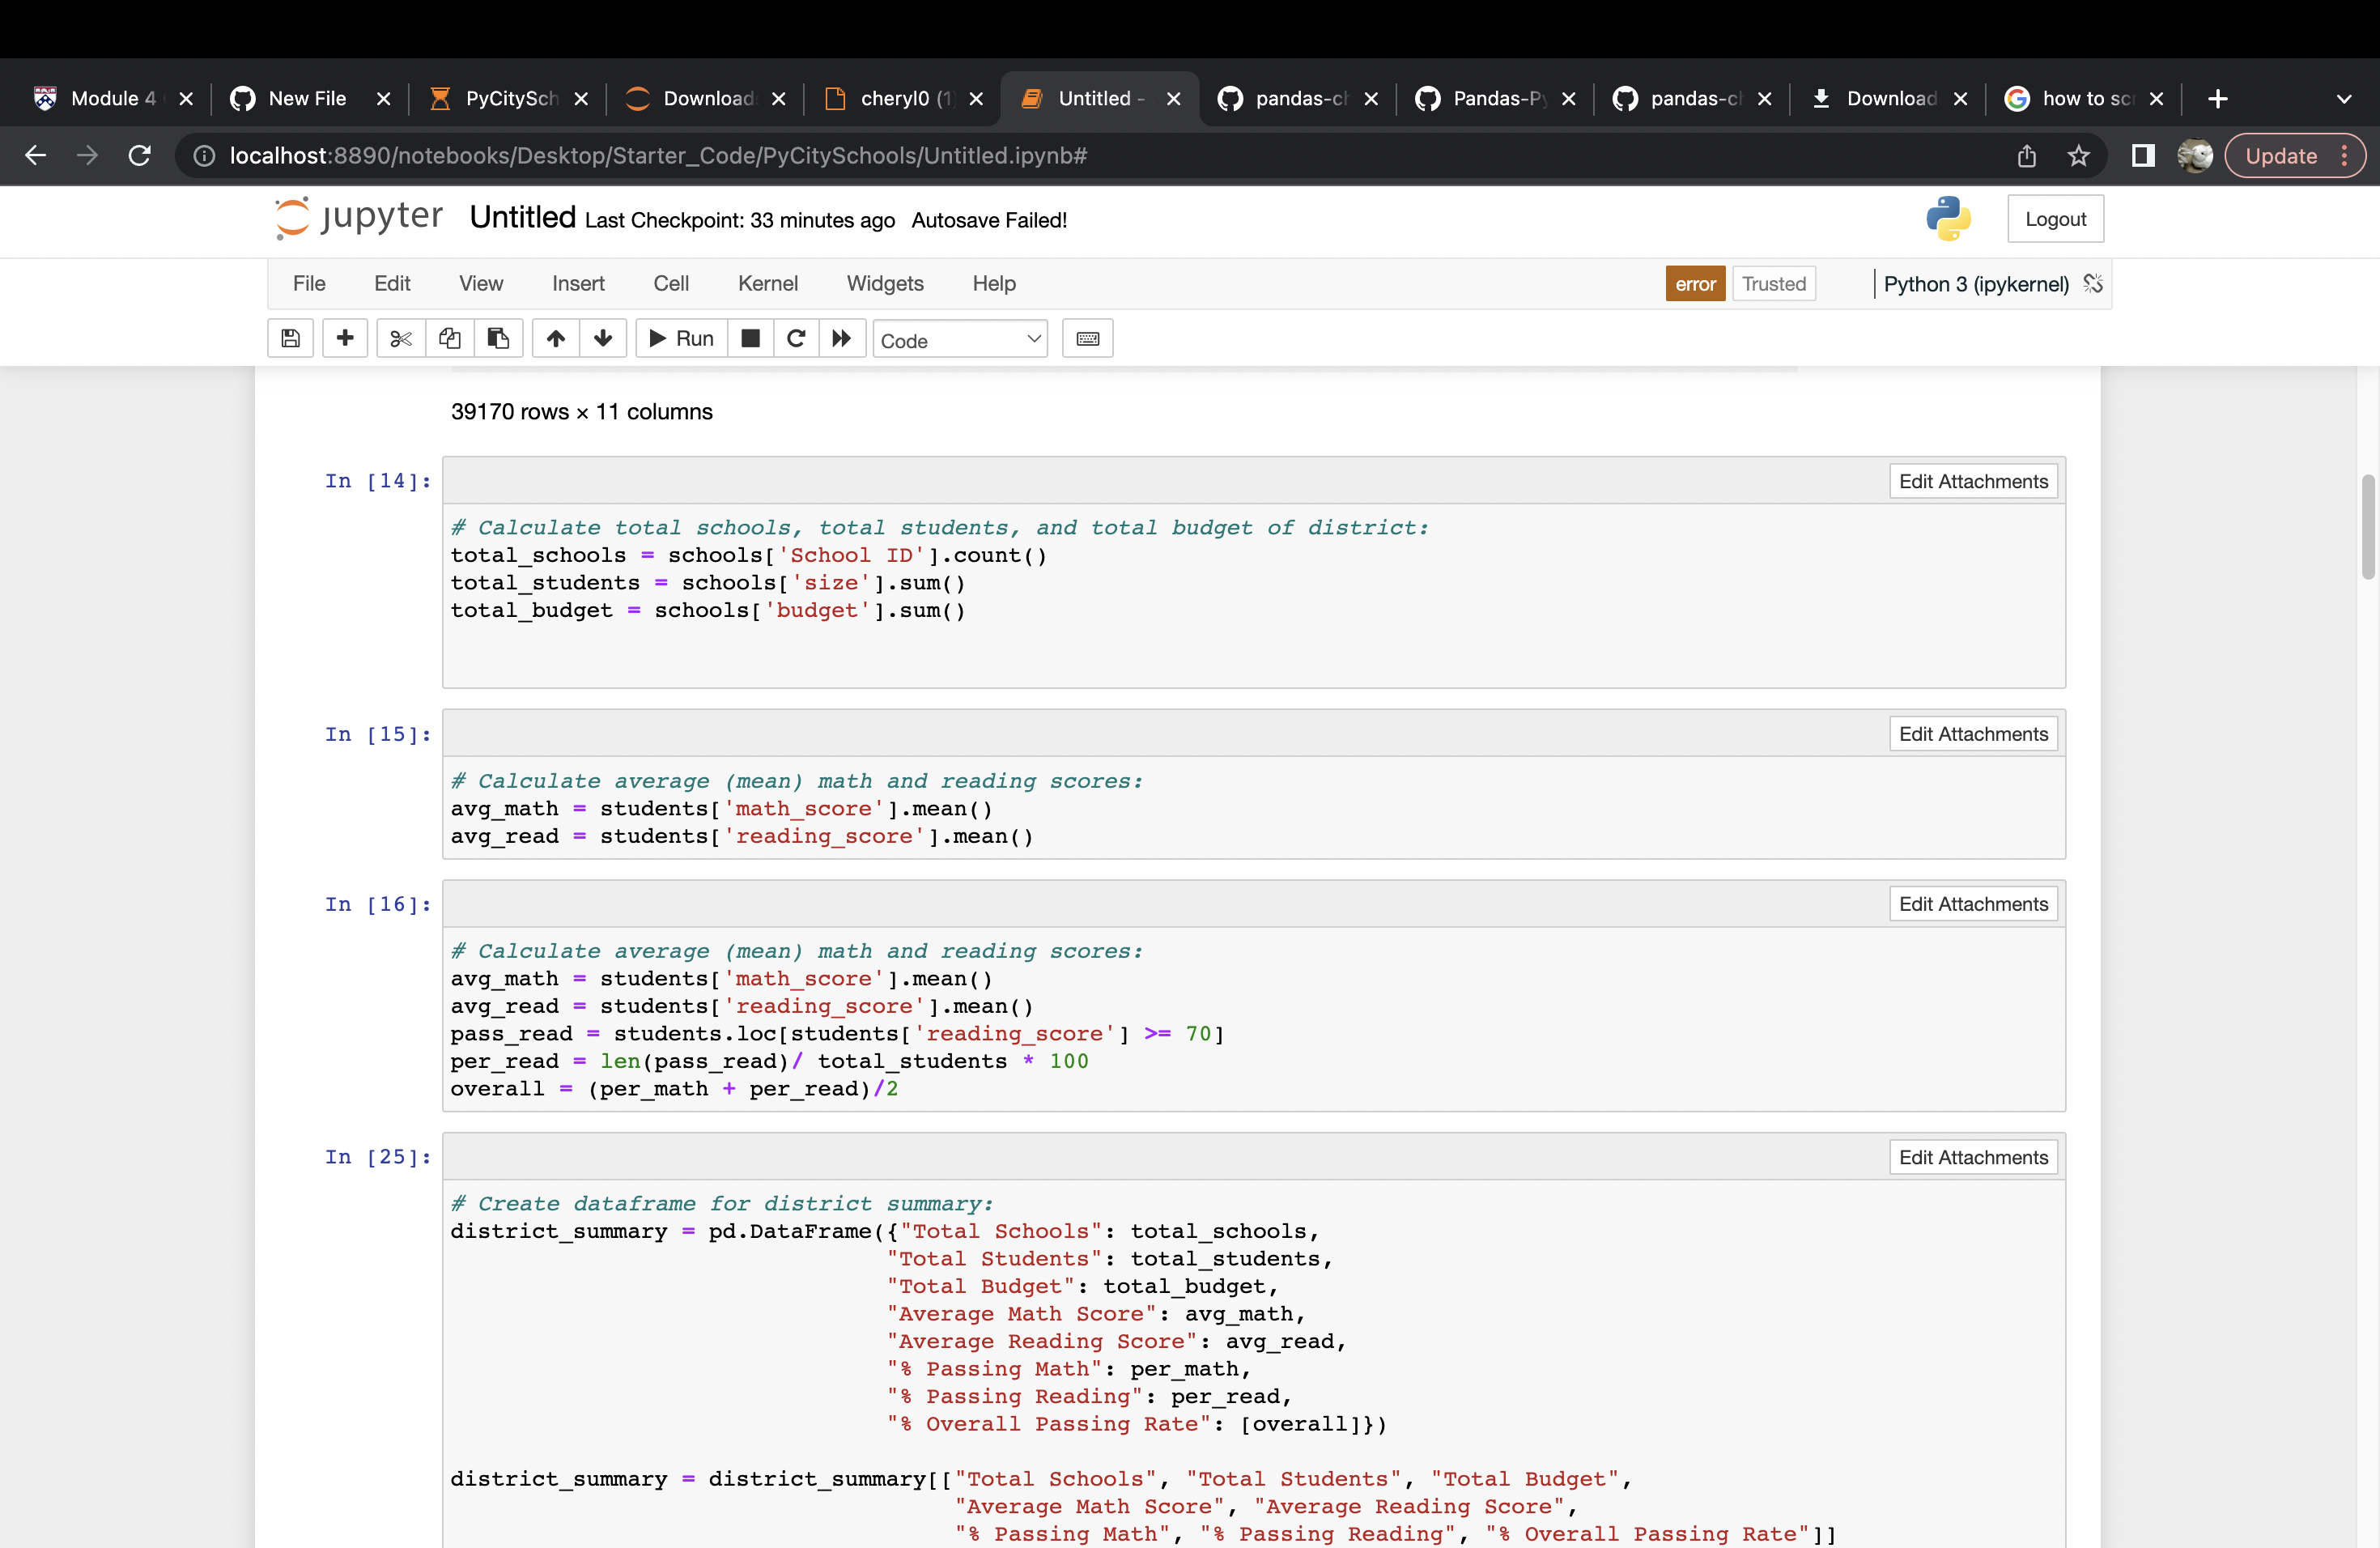 Module 4
New File
PyCitySch
Download
cheryl0 (1
Untitled -
pandas-ch
Pandas-Py
pandas-ch
Download
how to scr
localhost:8890/notebooks/Desktop/Starter_Code/PyCitySchools/Untitled.ipynb#
Update
jupyter Untitled Last Checkpoint: 33 minutes ago Autosave Failed!
Logout
File Edit View Insert Cell Kernel Widgets Help
error Trusted Python 3 (ipykernel)
Run Code
39170 rows × 11 columns
In [14]:
Edit Attachments
# Calculate total schools, total students, and total budget of district:
total_schools = schools['School ID'].count()
total_students = schools['size'].sum()
total_budget = schools['budget'].sum()
In [15]:
Edit Attachments
# Calculate average (mean) math and reading scores:
avg_math = students['math_score'].mean()
avg_read = students['reading_score'].mean()
In [16]:
Edit Attachments
# Calculate average (mean) math and reading scores:
avg_math = students['math_score'].mean()
avg_read = students['reading_score'].mean()
pass_read = students.loc[students['reading_score'] >= 70]
per_read = len(pass_read)/ total_students * 100
overall = (per_math + per_read)/2
In [25]:
Edit Attachments
# Create dataframe for district summary:
district_summary = pd.DataFrame({"Total Schools": total_schools,
"Total Students": total_students,
"Total Budget": total_budget,
"Average Math Score": avg_math,
"Average Reading Score": avg_read,
"% Passing Math": per_math,
"% Passing Reading": per_read,
"% Overall Passing Rate": [overall]})
district_summary = district_summary[["Total Schools", "Total Students", "Total Budget",
"Average Math Score", "Average Reading Score",
"% Passing Math", "% Passing Reading", "% Overall Passing Rate"]]